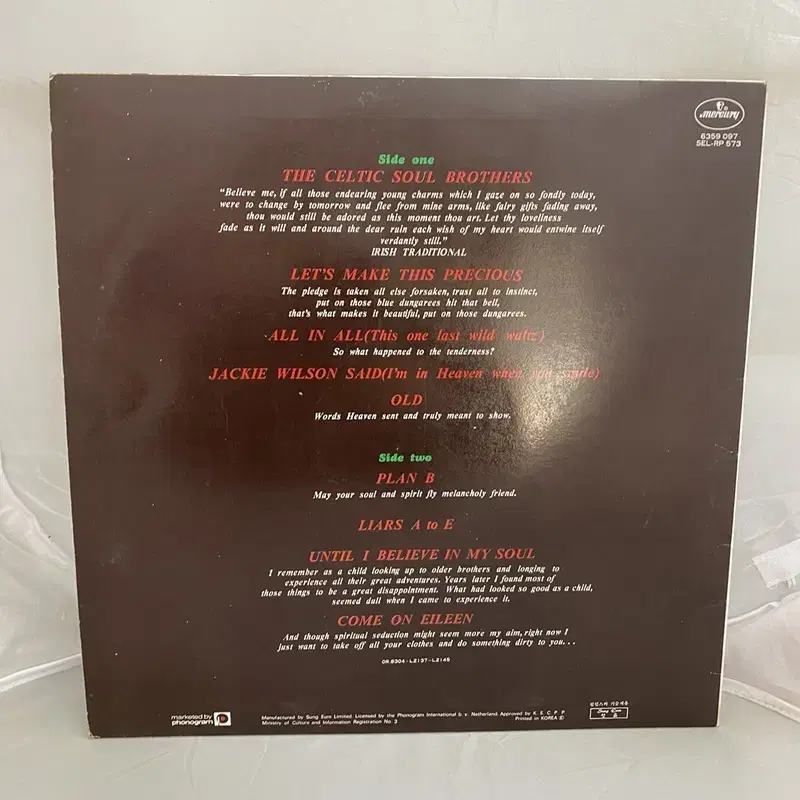 mercury
6359 097
SEL-RP 573
Side one
THE CELTIC SOUL BROTHERS
"Believe me, if all those endearing young charms which I gaze on so fondly today,
were to change by tomorrow and flee from mine arms, like fairy gifts fading away,
thou would still be adored as this moment thou art. Let thy loveliness
fade as it will and around the dear ruin each wish of my heart would entwine itself
verdantly still."
IRISH TRADITIONAL
LET'S MAKE THIS PRECIOUS
The pledge is taken all else forsaken, trust all to instinct,
put on those blue dungarees hit that bell,
that's what makes it beautiful, put on those dungarees.
ALL IN ALL(This one last wild waltz)
So what happened to the tenderness?
JACKIE WILSON SAID(I'm in Heaven when you smile)
OLD
Words Heaven sent and truly meant to show.
Side two
PLAN B
May your soul and spirit fly melancholy friend.
LIARS A to E
UNTIL I BELIEVE IN MY SOUL
I remember as a child looking up to older brothers and longing to
experience all their great adventures. Years later I found most of
those things to be a great disappointment. What had looked so good as a child,
seemed dull when I came to experience it.
COME ON EILEEN
And though spiritual seduction might seem more my aim, right now I
just want to take off all your clothes and do something dirty to you...
OR 8304-L2137-L2145
marketed by
phonogram
Manufactured by Sung Eum Limited. Licensed by the Phonogram International b. v. Netherland. Approved by K. E. C. P. P
Ministry of Culture and Information Registration No. 3
Printed in KOREA Ⓔ
Sung Eum